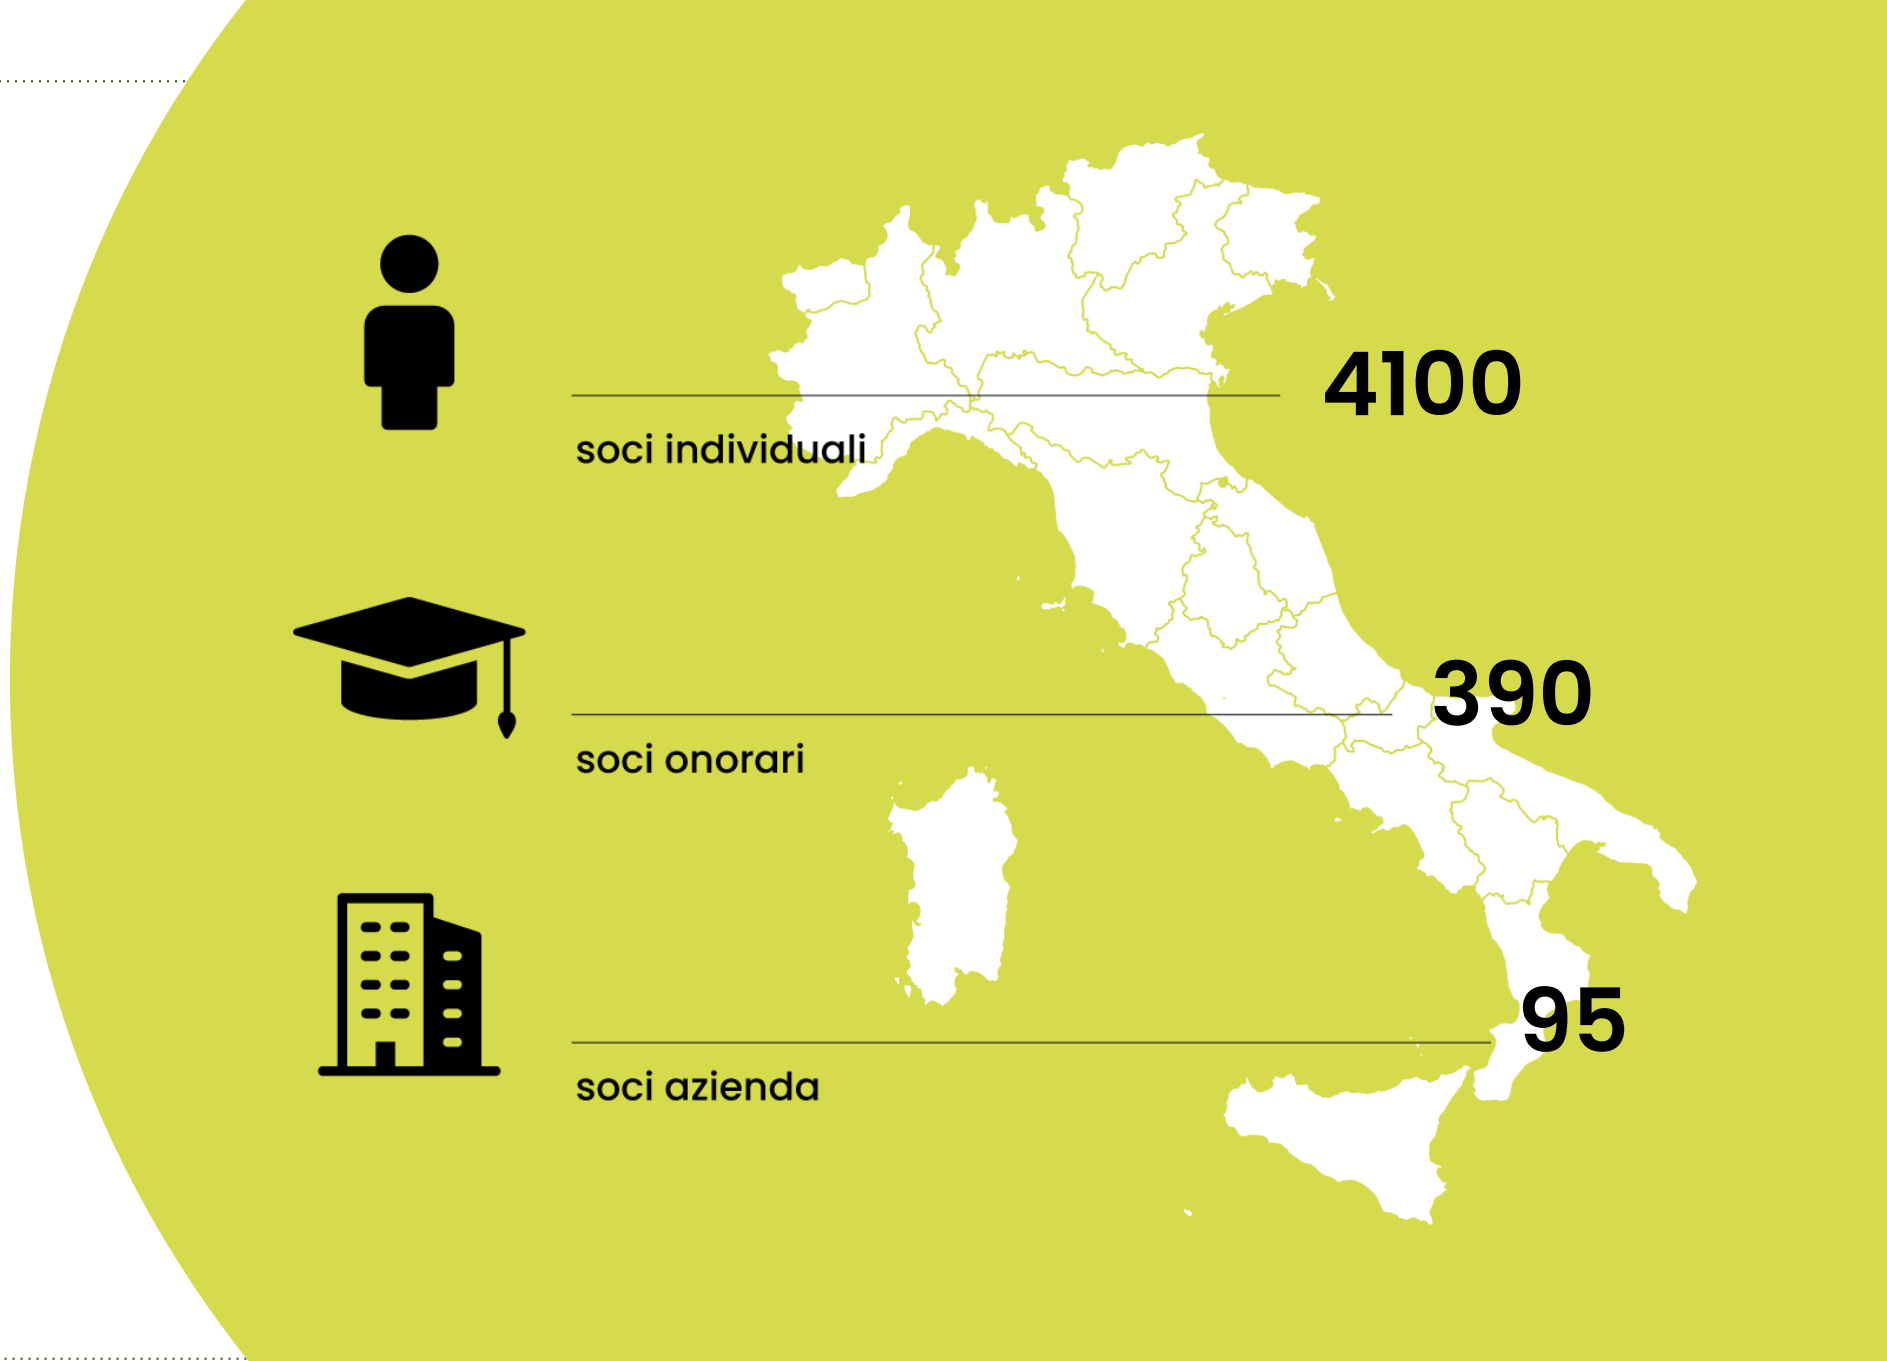 4100
soci individuali
390
soci onorari
95
soci azienda